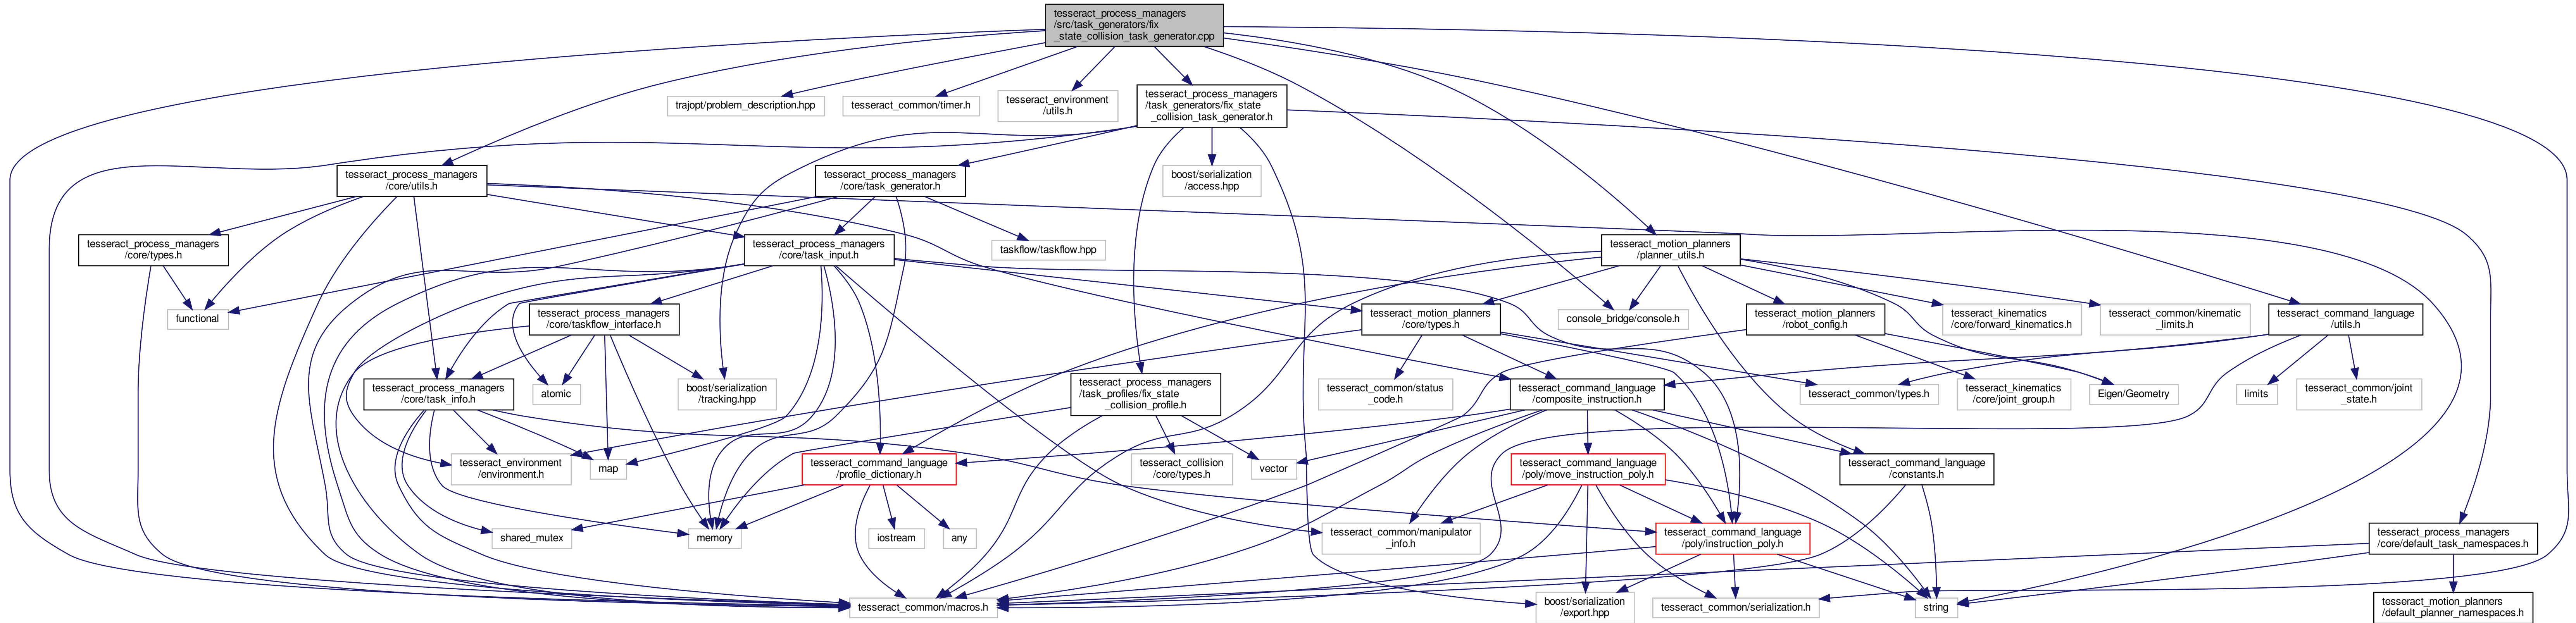 tesseract_process_managers
/src/task_generators/fix
_state_collision_task_generator.cpp
trajopt/problem_description.hpp
tesseract_common/timer.h
tesseract_environment
/utils.h
tesseract_process_managers
/task_generators/fix_state
_collision_task_generator.h
tesseract_process_managers
/core/utils.h
tesseract_process_managers
/core/task_generator.h
boost/serialization
/access.hpp
tesseract_process_managers
/core/types.h
tesseract_process_managers
/core/task_input.h
taskflow/taskflow.hpp
tesseract_motion_planners
/planner_utils.h
functional
tesseract_process_managers
/core/taskflow_interface.h
tesseract_motion_planners
/core/types.h
console_bridge/console.h
tesseract_motion_planners
/robot_config.h
tesseract_kinematics
/core/forward_kinematics.h
tesseract_common/kinematic
_limits.h
tesseract_command_language
/utils.h
tesseract_process_managers
/core/task_info.h
atomic
boost/serialization
/tracking.hpp
tesseract_process_managers
/task_profiles/fix_state
_collision_profile.h
tesseract_common/status
_code.h
tesseract_command_language
/composite_instruction.h
tesseract_common/types.h
tesseract_kinematics
/core/joint_group.h
Eigen/Geometry
limits
tesseract_common/joint
_state.h
tesseract_environment
/environment.h
map
tesseract_command_language
/profile_dictionary.h
tesseract_collision
/core/types.h
vector
tesseract_command_language
/poly/move_instruction_poly.h
tesseract_command_language
/constants.h
shared_mutex
memory
iostream
any
tesseract_common/manipulator
_info.h
tesseract_command_language
/poly/instruction_poly.h
tesseract_process_managers
/core/default_task_namespaces.h
tesseract_common/macros.h
boost/serialization
/export.hpp
tesseract_common/serialization.h
string
tesseract_motion_planners
/default_planner_namespaces.h